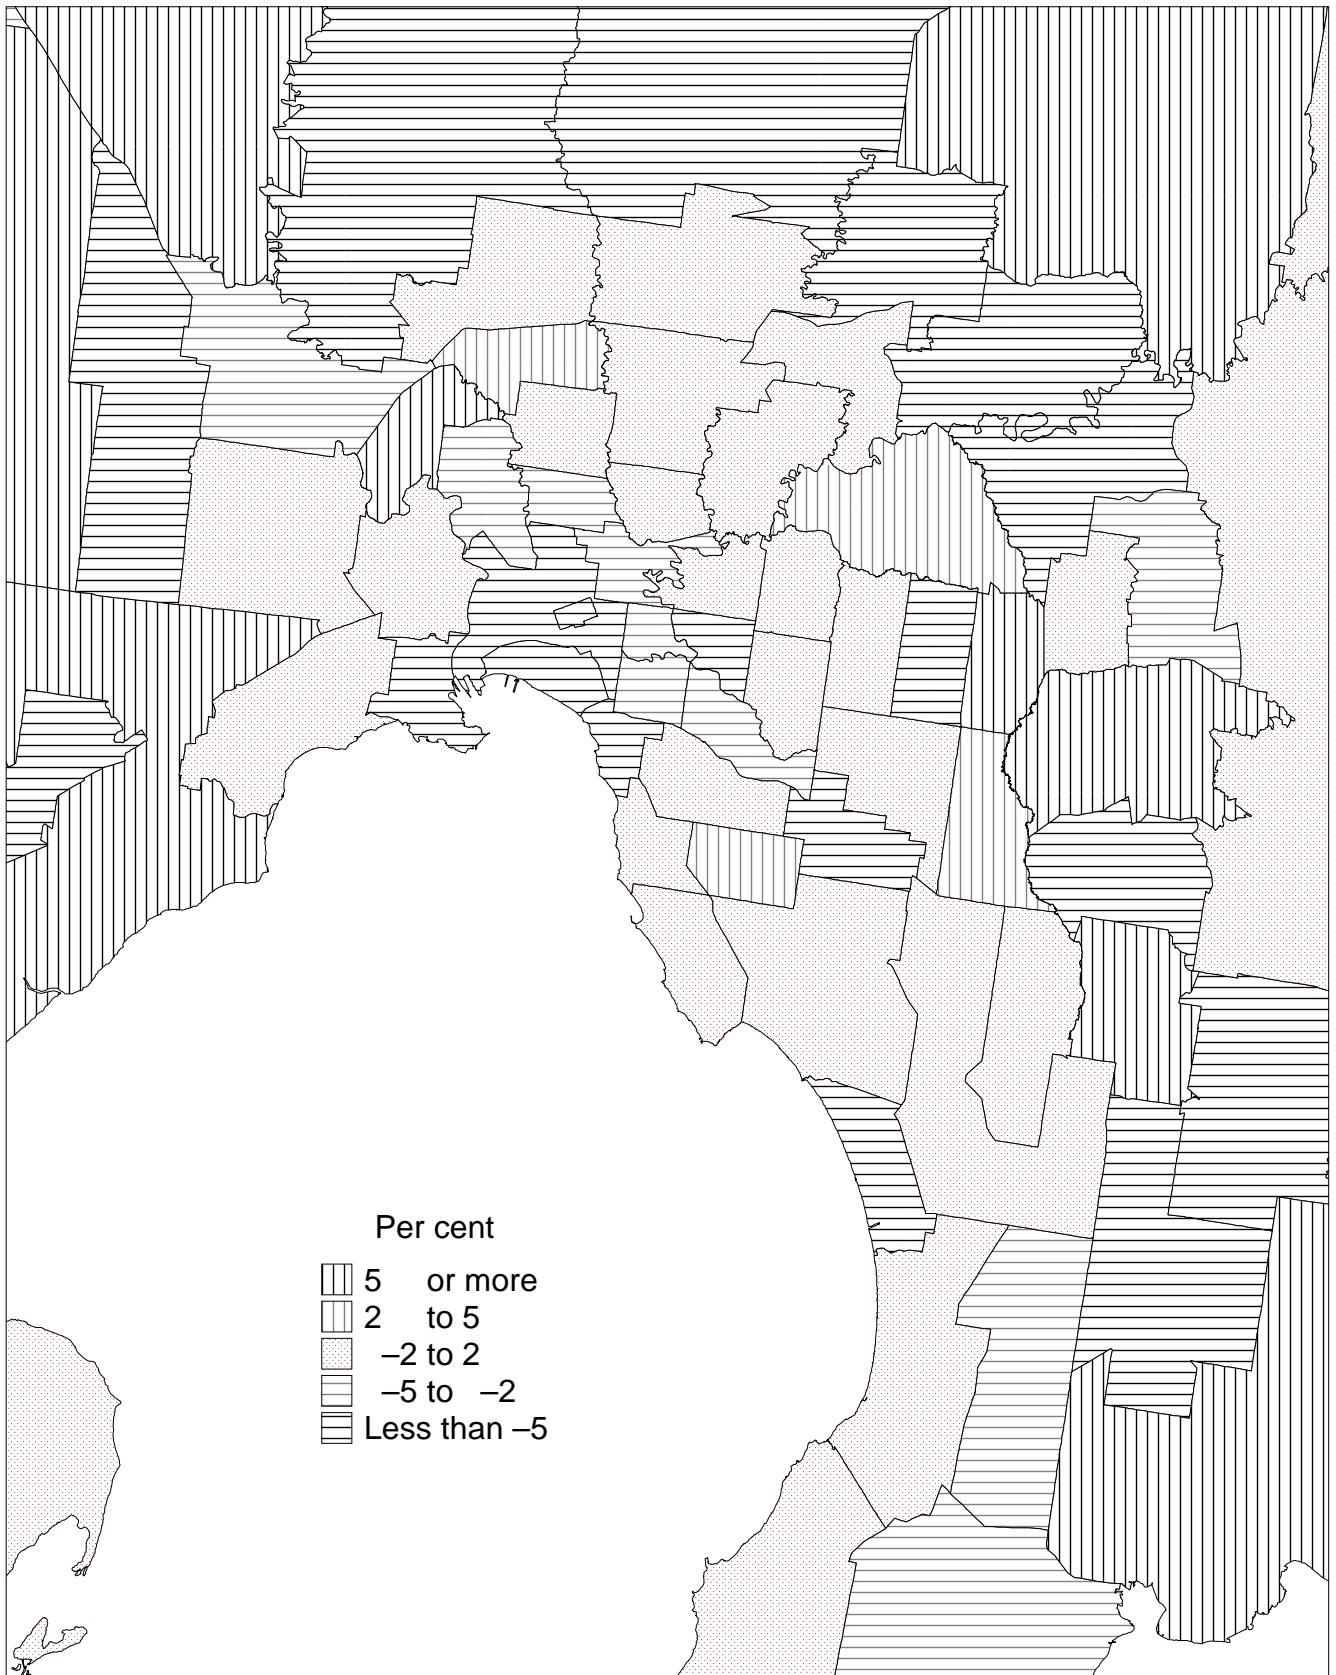 Per cent
5 or more
2 to 5
–2 to 2
–5 to –2
Less than –5